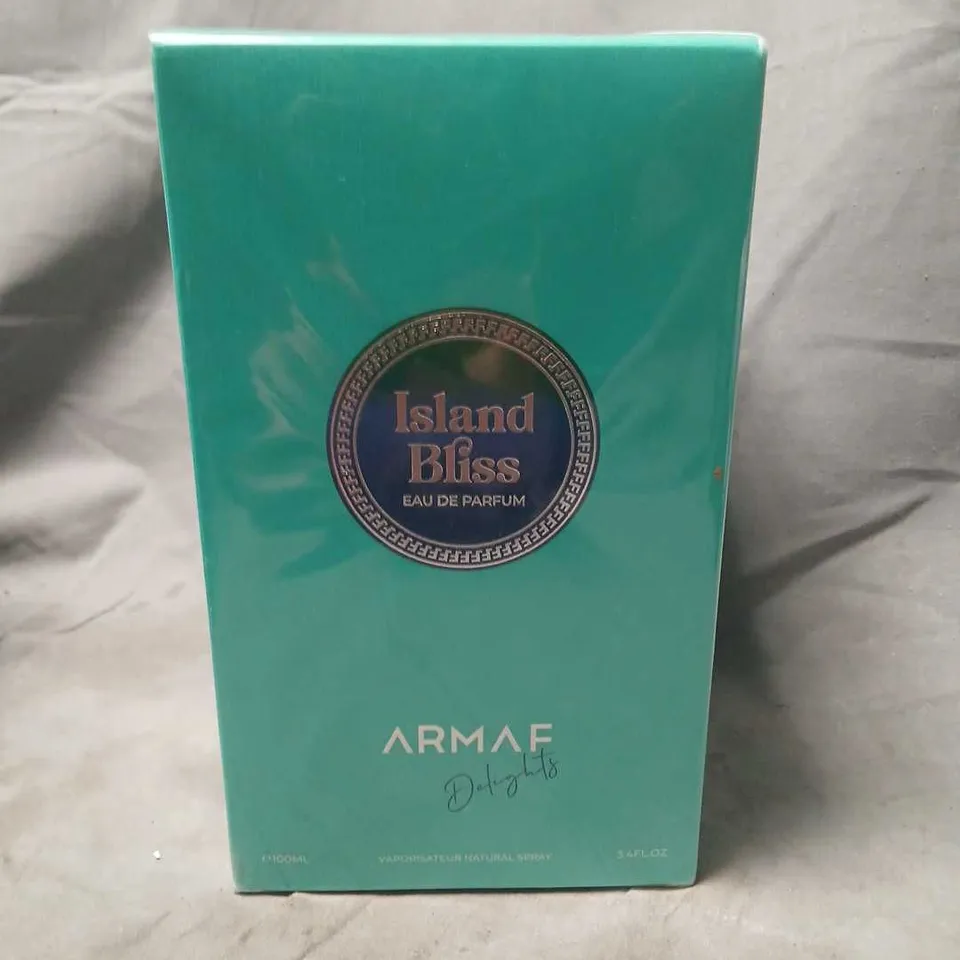 Island
Bliss
EAU DE PARFUM
ARMAF
Delights
℮100ML
VAPORISATEUR NATURAL SPRAY
3.4FL.OZ